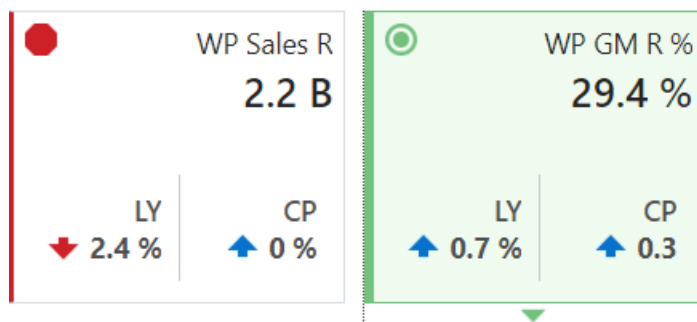 WP Sales R
2.2 B
LY CP
2.4 % 0 %
WP GM R %
29.4 %
LY CP
0.7 % 0.3